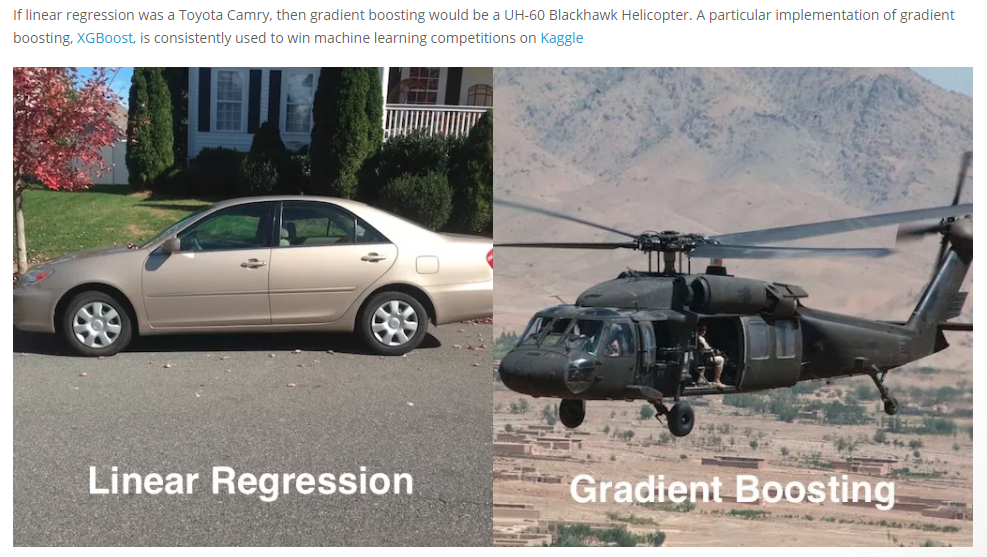 If linear regression was a Toyota Camry, then gradient boosting would be a UH-60 Blackhawk Helicopter. A particular implementation of gradient
boosting, XGBoost, is consistently used to win machine learning competitions on Kaggle
Linear Regression
Gradient Boosting